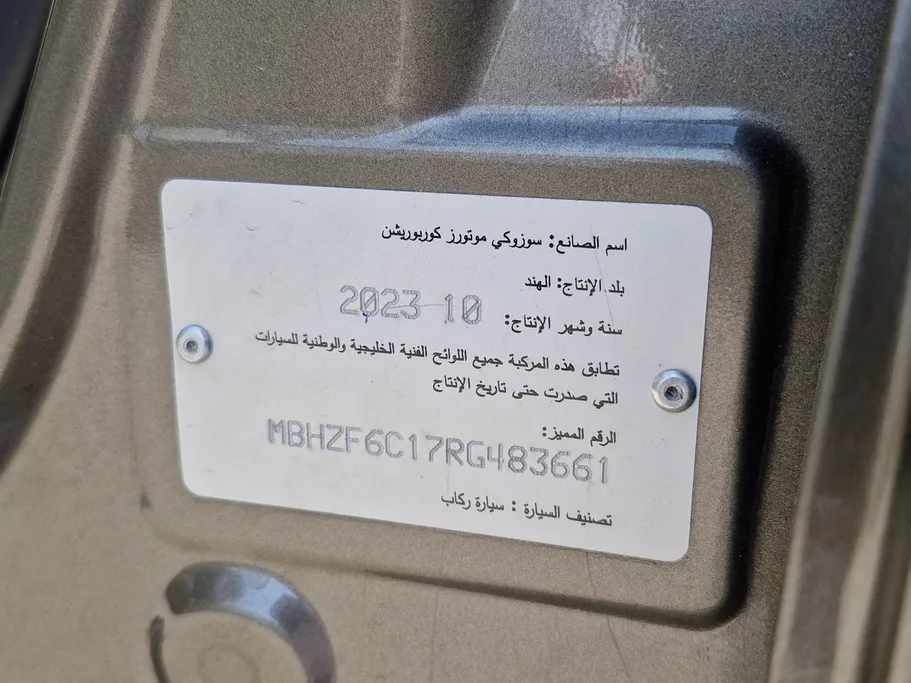 اسم الصانع: سوزوكي موتورز كوربوريشن
بلد الإنتاج: الهند
سنة وشهر الإنتاج: 2023 10
تطابق هذه المركبة جميع اللوائح الفنية الخليجية والوطنية للسيارات
التي صدرت حتى تاريخ الإنتاج
الرقم المميز:
MBHZF6C17RG483661
تصنيف السيارة : سيارة ركاب